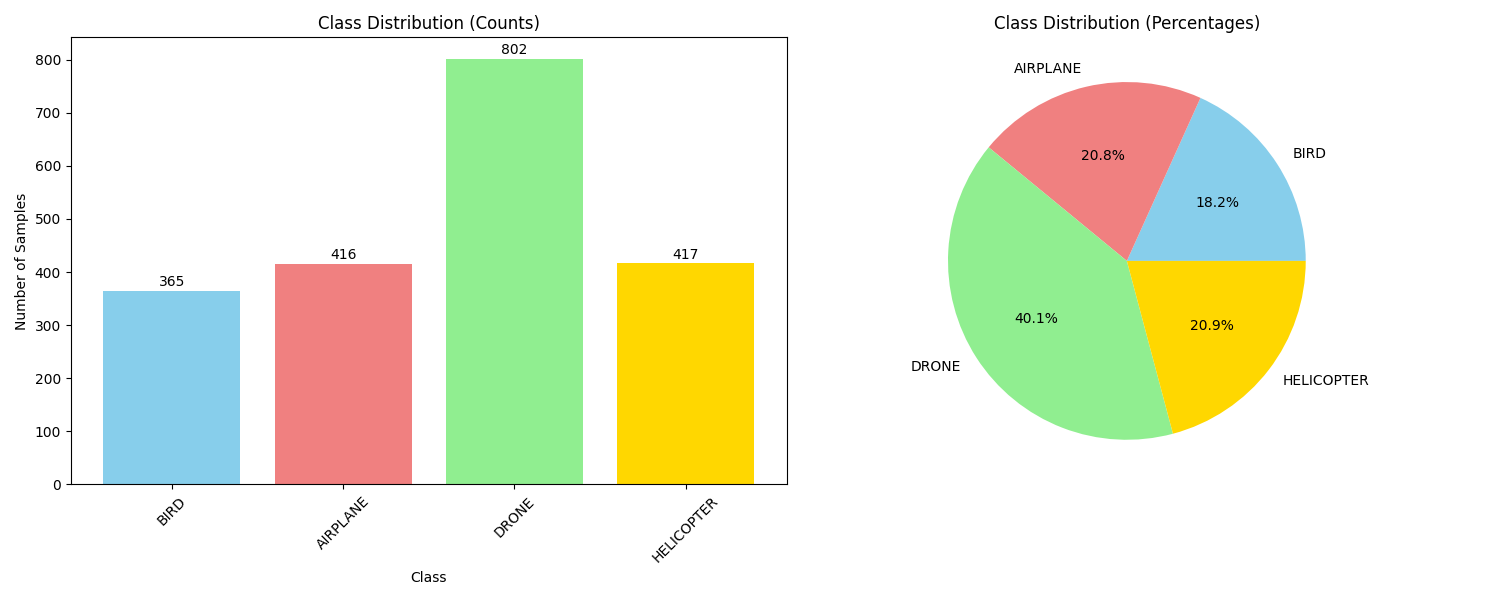 Class Distribution (Counts)
Number of Samples
800
700
600
500
400
300
200
100
0
365
416
802
417
BIRD
AIRPLANE
DRONE
HELICOPTER
Class
Class Distribution (Percentages)
AIRPLANE
BIRD
20.8%
18.2%
40.1%
20.9%
DRONE
HELICOPTER